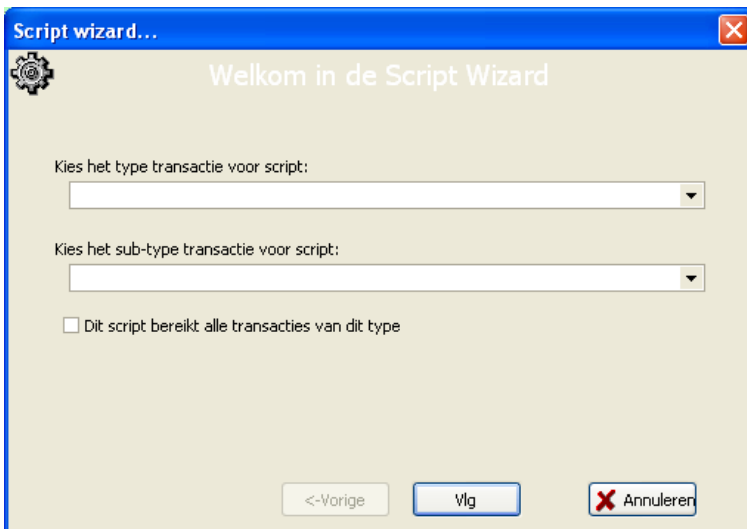 Script wizard...
Welkom in de Script Wizard
Kies het type transactie voor script:
Kies het sub-type transactie voor script:
Dit script bereikt alle transacties van dit type
<-Vorige
Vlg
Annuleren